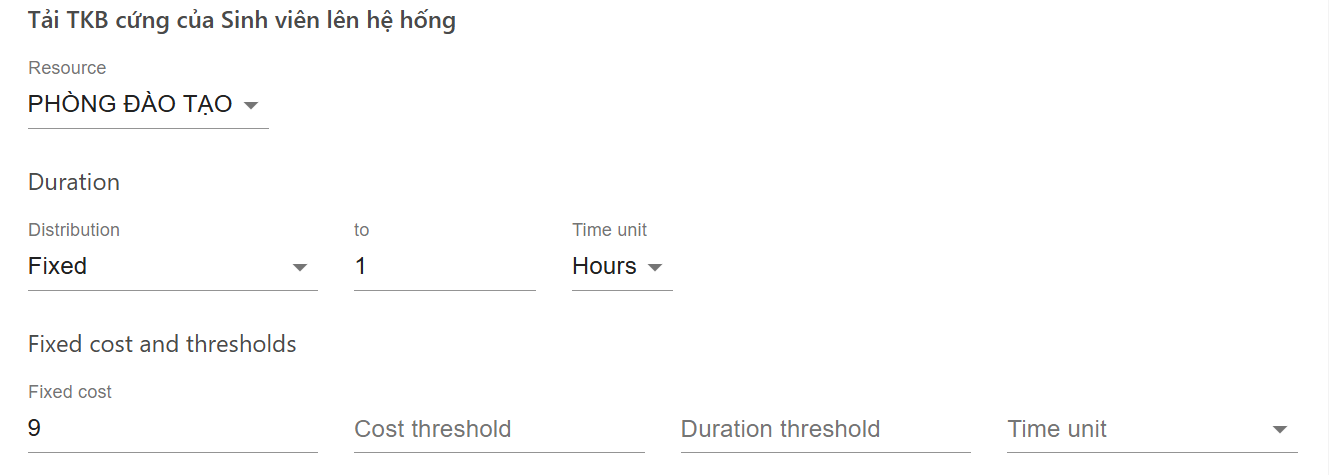 Tải TKB cứng của Sinh viên lên hệ hống
Resource
PHÒNG ĐÀO TẠO
Duration
Distribution to Time unit
Fixed 1 Hours
Fixed cost and thresholds
Fixed cost
9 Cost threshold Duration threshold Time unit